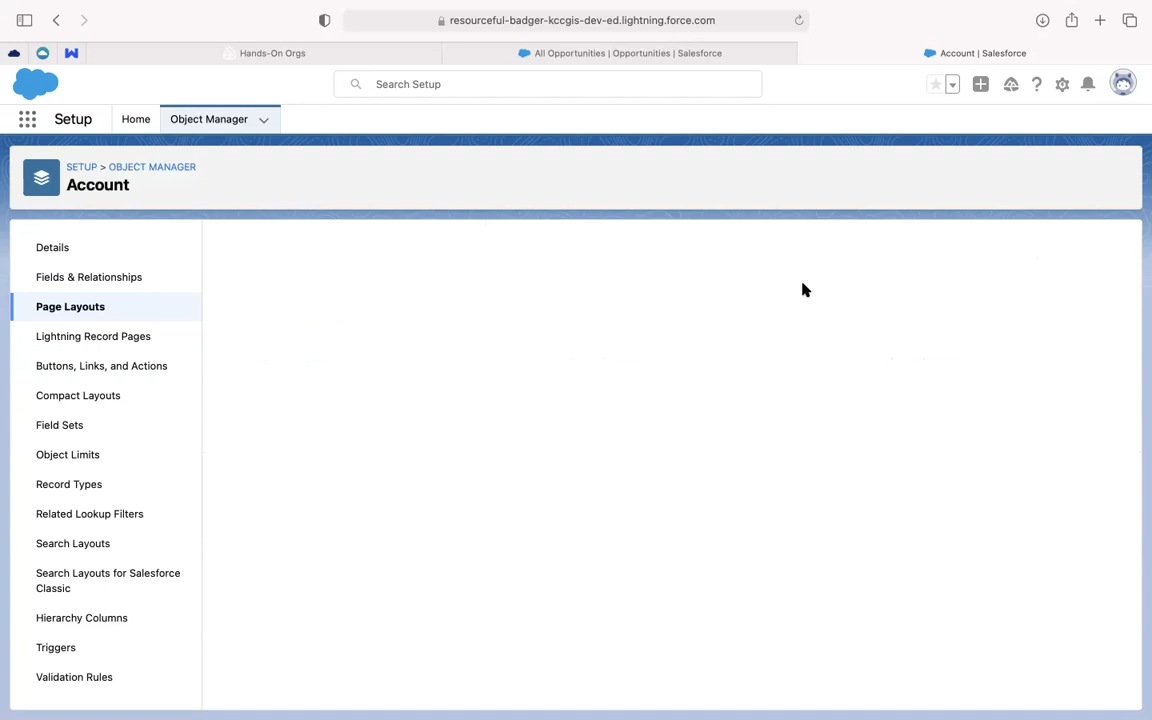 resourceful-badger-kccgis-dev-ed.lightning.force.com
Hands-On Orgs
All Opportunities | Opportunities | Salesforce
Account | Salesforce
Search Setup
Setup
Home
Object Manager
SETUP > OBJECT MANAGER
Account
Details
Fields & Relationships
Page Layouts
Lightning Record Pages
Buttons, Links, and Actions
Compact Layouts
Field Sets
Object Limits
Record Types
Related Lookup Filters
Search Layouts
Search Layouts for Salesforce
Classic
Hierarchy Columns
Triggers
Validation Rules